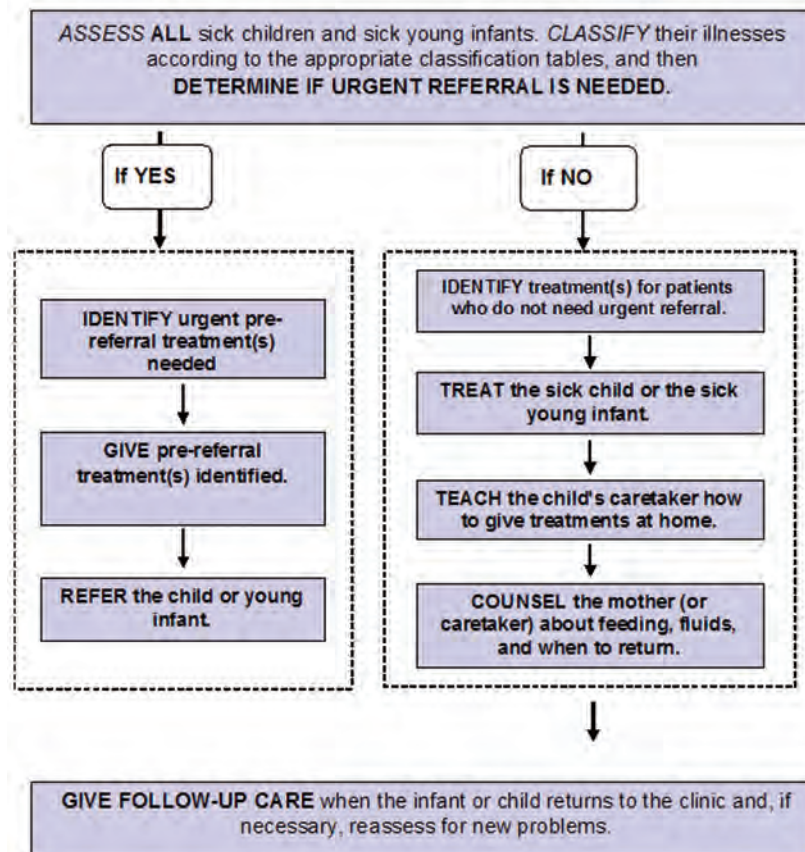 ASSESS ALL sick children and sick young infants. CLASSIFY their illnesses
according to the appropriate classification tables, and then
DETERMINE IF URGENT REFERRAL IS NEEDED.
If YES
IDENTIFY urgent pre-
referral treatment(s)
needed
GIVE pre-referral
treatment(s) identified.
REFER the child or young
infant.
If NO
IDENTIFY treatment(s) for patients
who do not need urgent referral.
TREAT the sick child or the sick
young infant.
TEACH the child's caretaker how
to give treatments at home.
COUNSEL the mother (or
caretaker) about feeding, fluids,
and when to return.
GIVE FOLLOW-UP CARE when the infant or child returns to the clinic and, if
necessary, reassess for new problems.